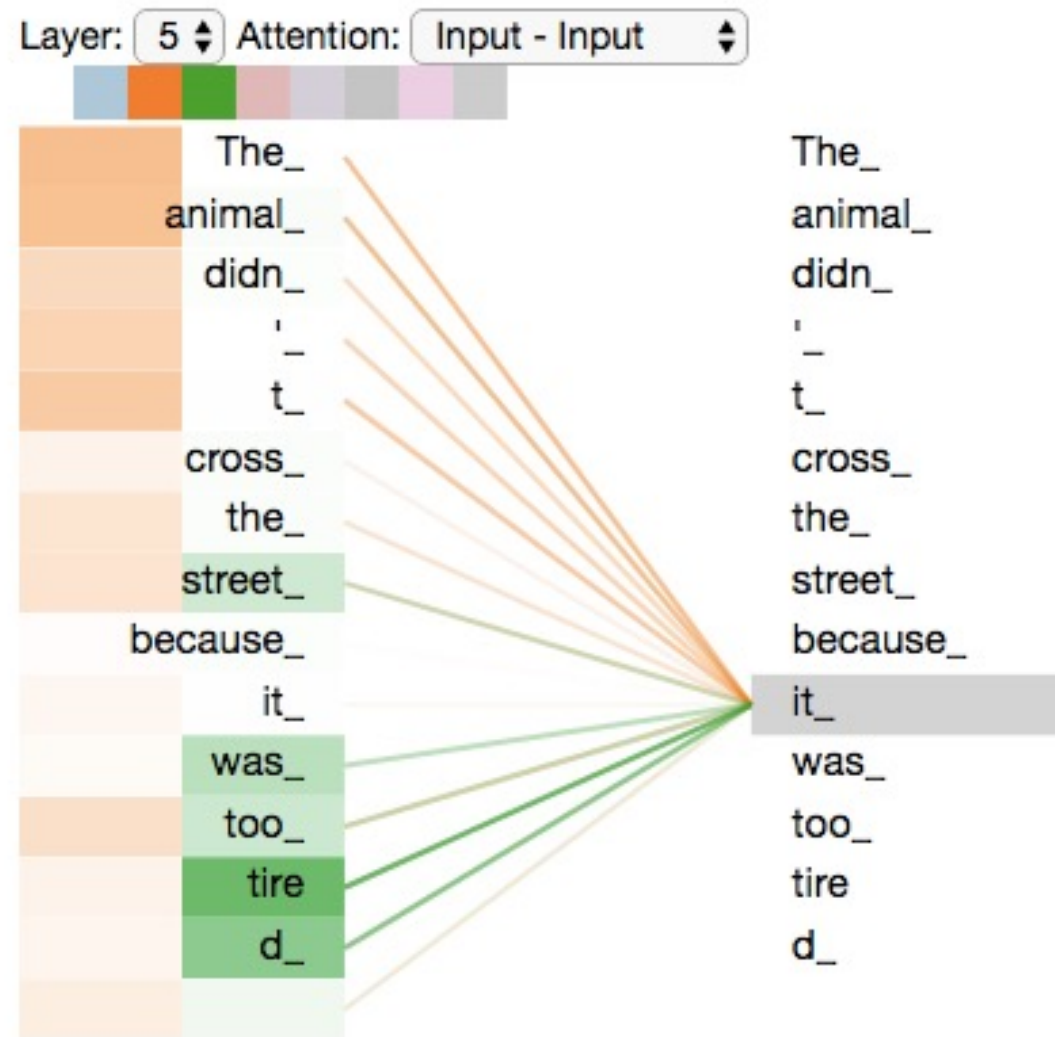 Layer: 5 Attention: Input - Input
The_ The_
animal_ animal_
didn_ didn_
'_ '_
t_ t_
cross_ cross_
the_ the_
street_ street_
because_ because_
it_ it_
was_ was_
too_ too_
tire tire
d_ d_